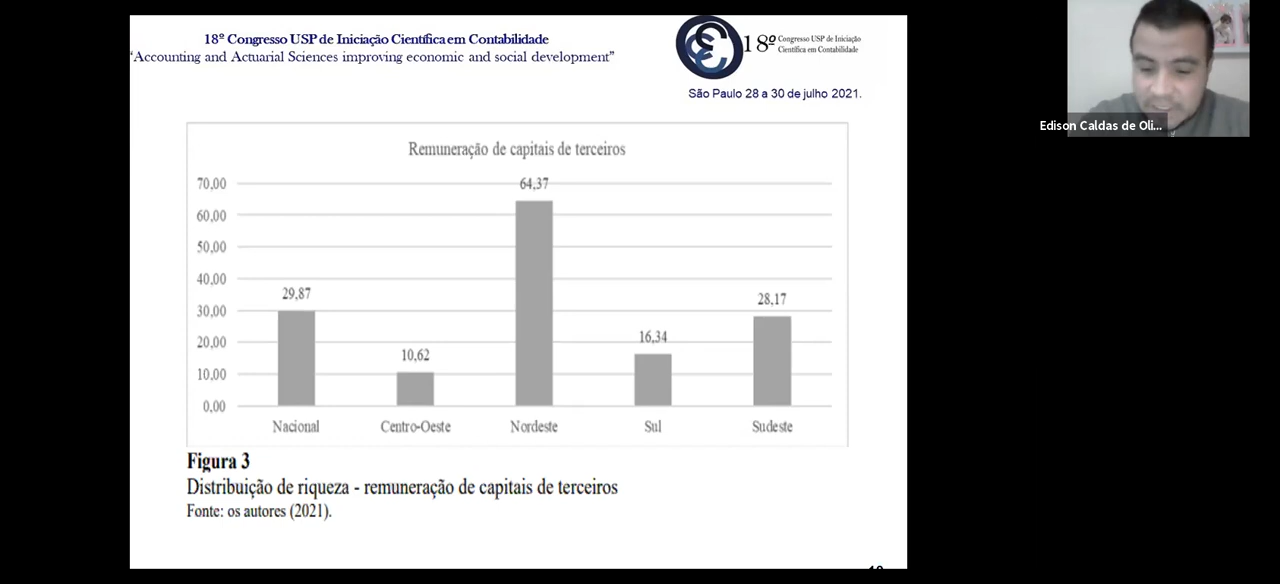 18º Congresso USP de Iniciação Científica em Contabilidade
"Accounting and Actuarial Sciences improving economic and social development"
18º Congresso USP de Iniciação
Científica em Contabilidade
São Paulo 28 a 30 de julho 2021.
Edison Caldas de Oli...
Remuneração de capitais de terceiros
70,00
60,00
50,00
40,00
30,00
20,00
10,00
0,00
29,87
10,62
64,37
16,34
28,17
Nacional Centro-Oeste Nordeste Sul Sudeste
Figura 3
Distribuição de riqueza - remuneração de capitais de terceiros
Fonte: os autores (2021).